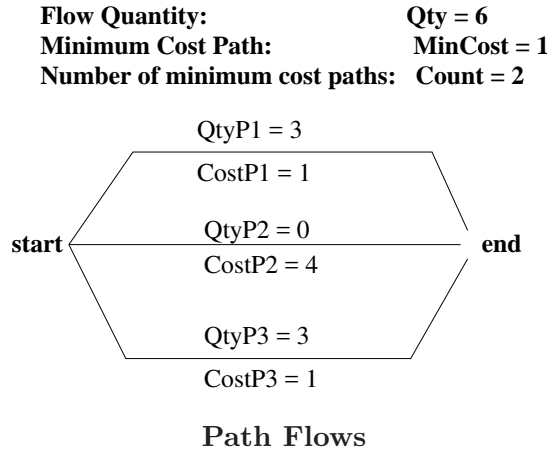 Flow Quantity: Qty = 6
Minimum Cost Path: MinCost = 1
Number of minimum cost paths: Count = 2
QtyP1 = 3
CostP1 = 1
QtyP2 = 0
start end
CostP2 = 4
QtyP3 = 3
CostP3 = 1
Path Flows